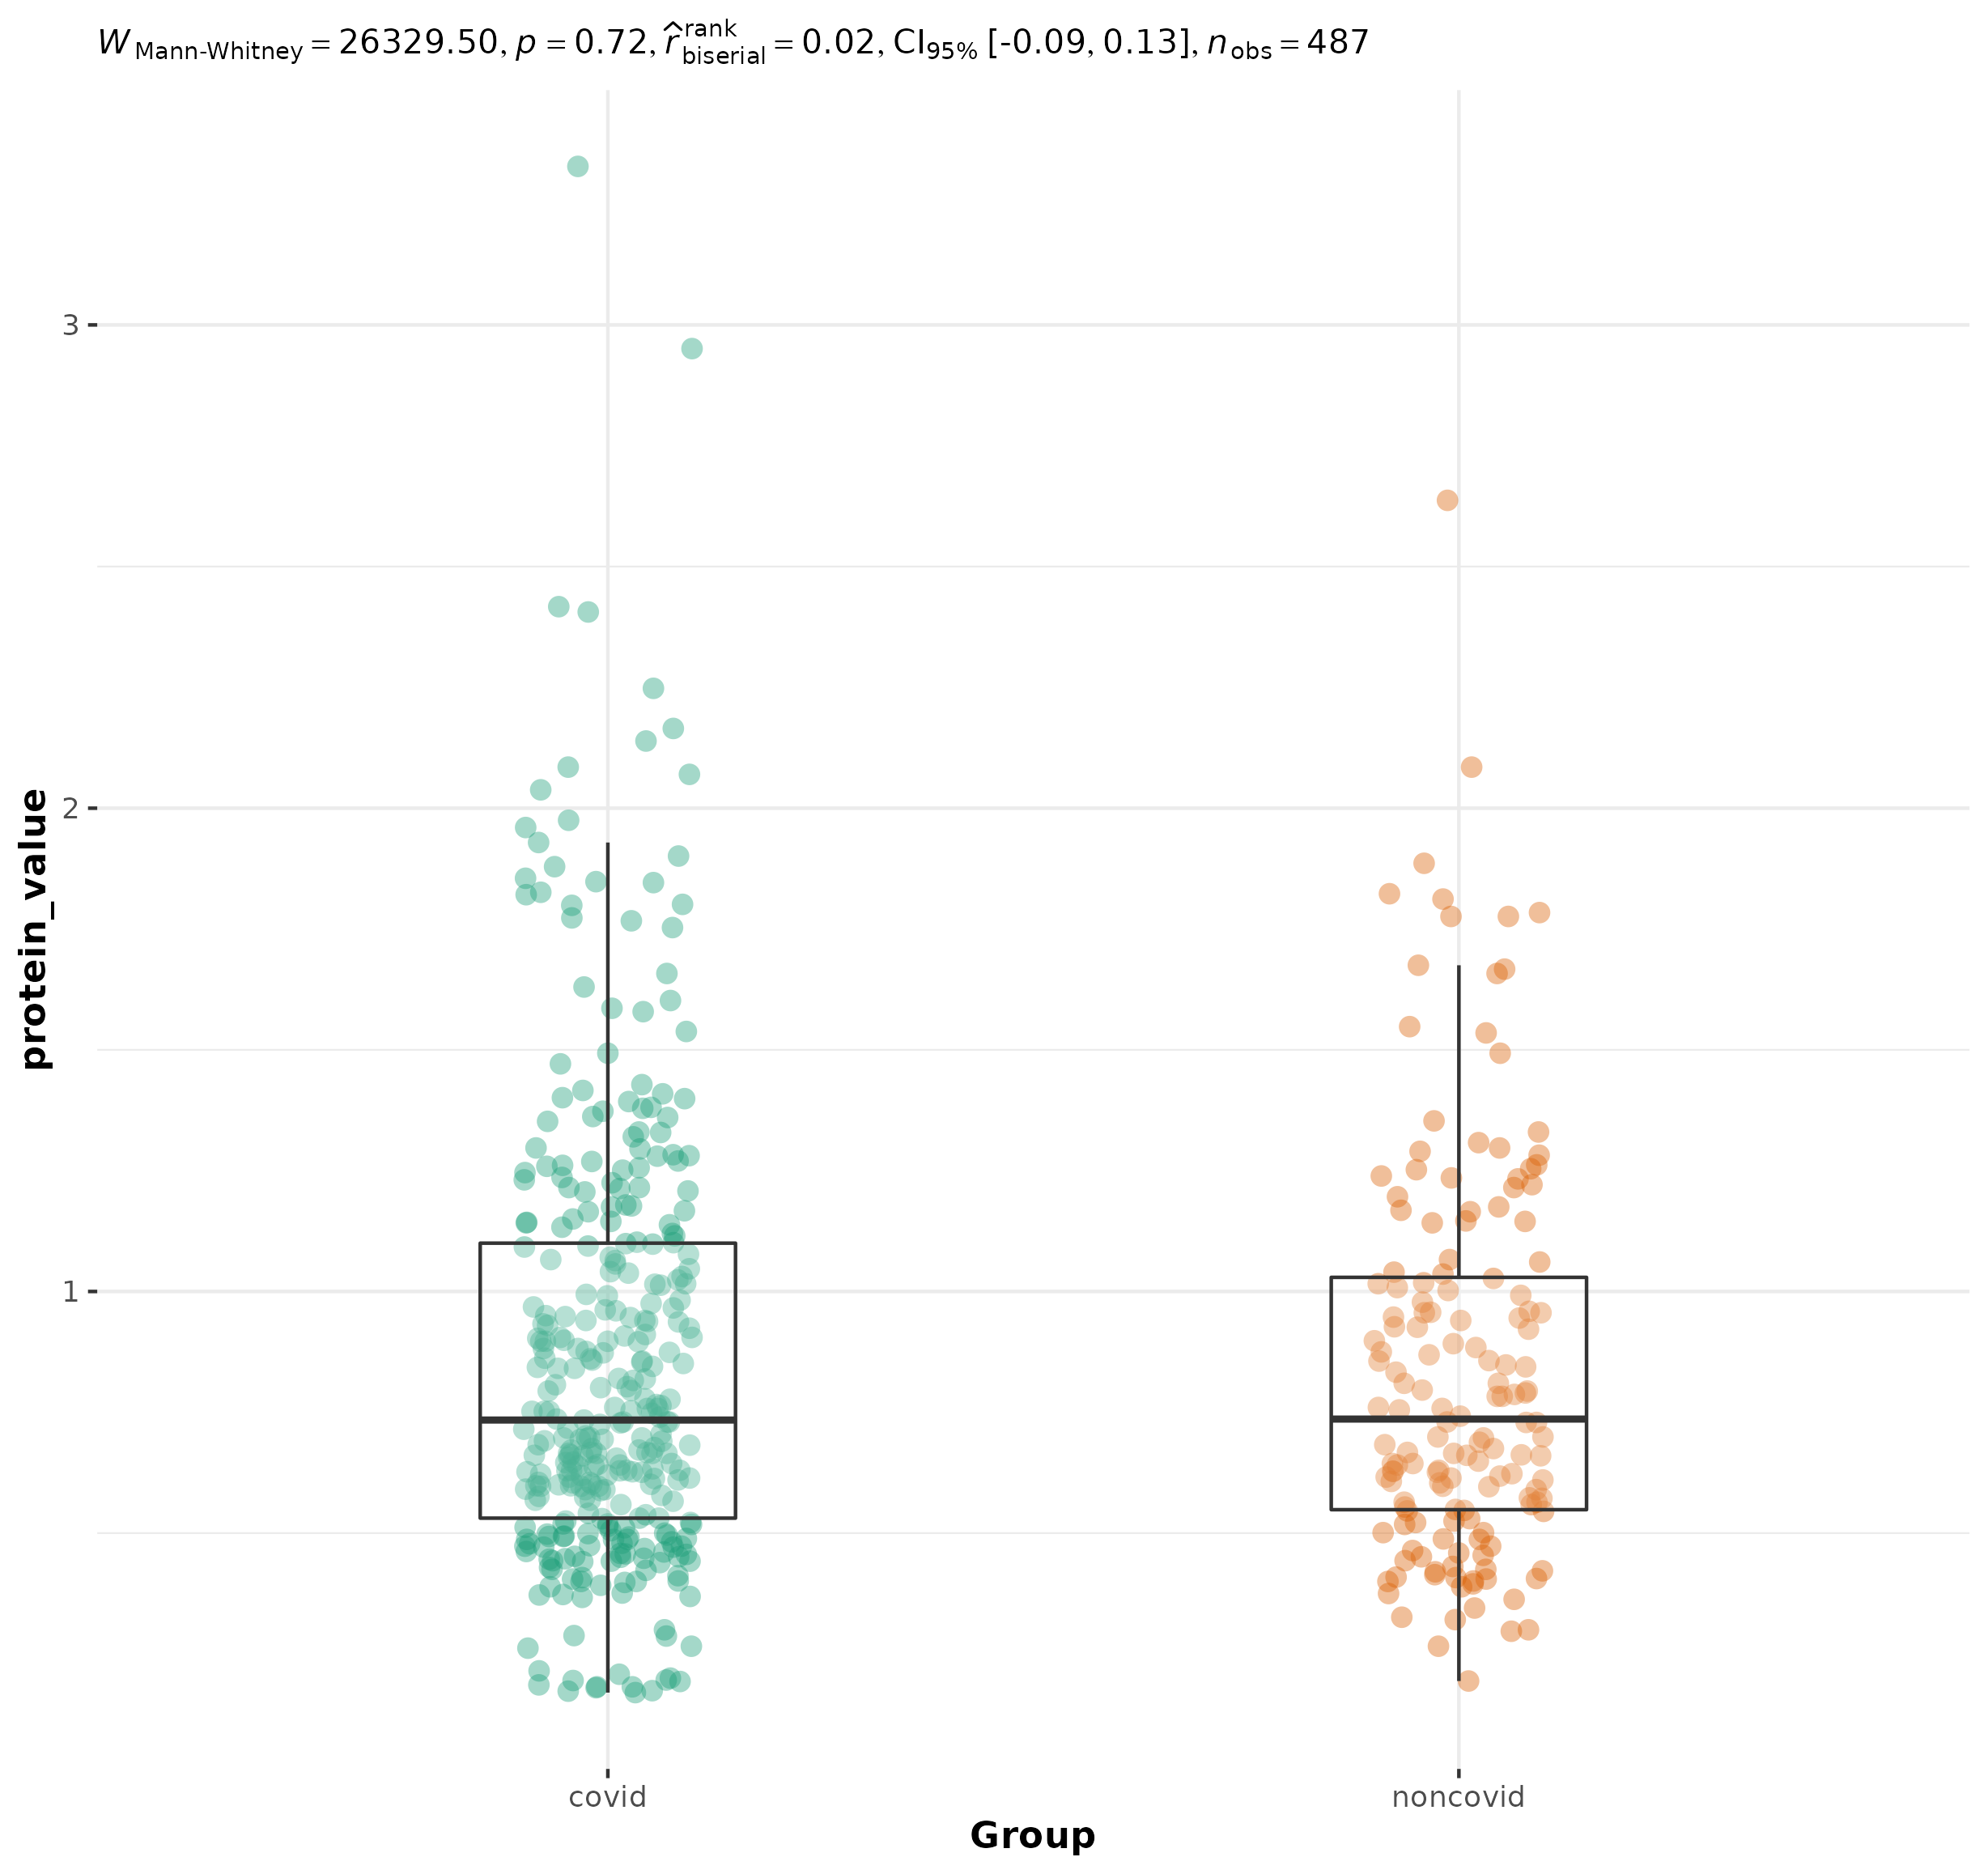 W Mann-Whitney = 26329.50, p = 0.72, r̂ rank biserial = 0.02, CI95% [-0.09, 0.13], n obs = 487
3
2
1
protein_value
covid noncovid
Group